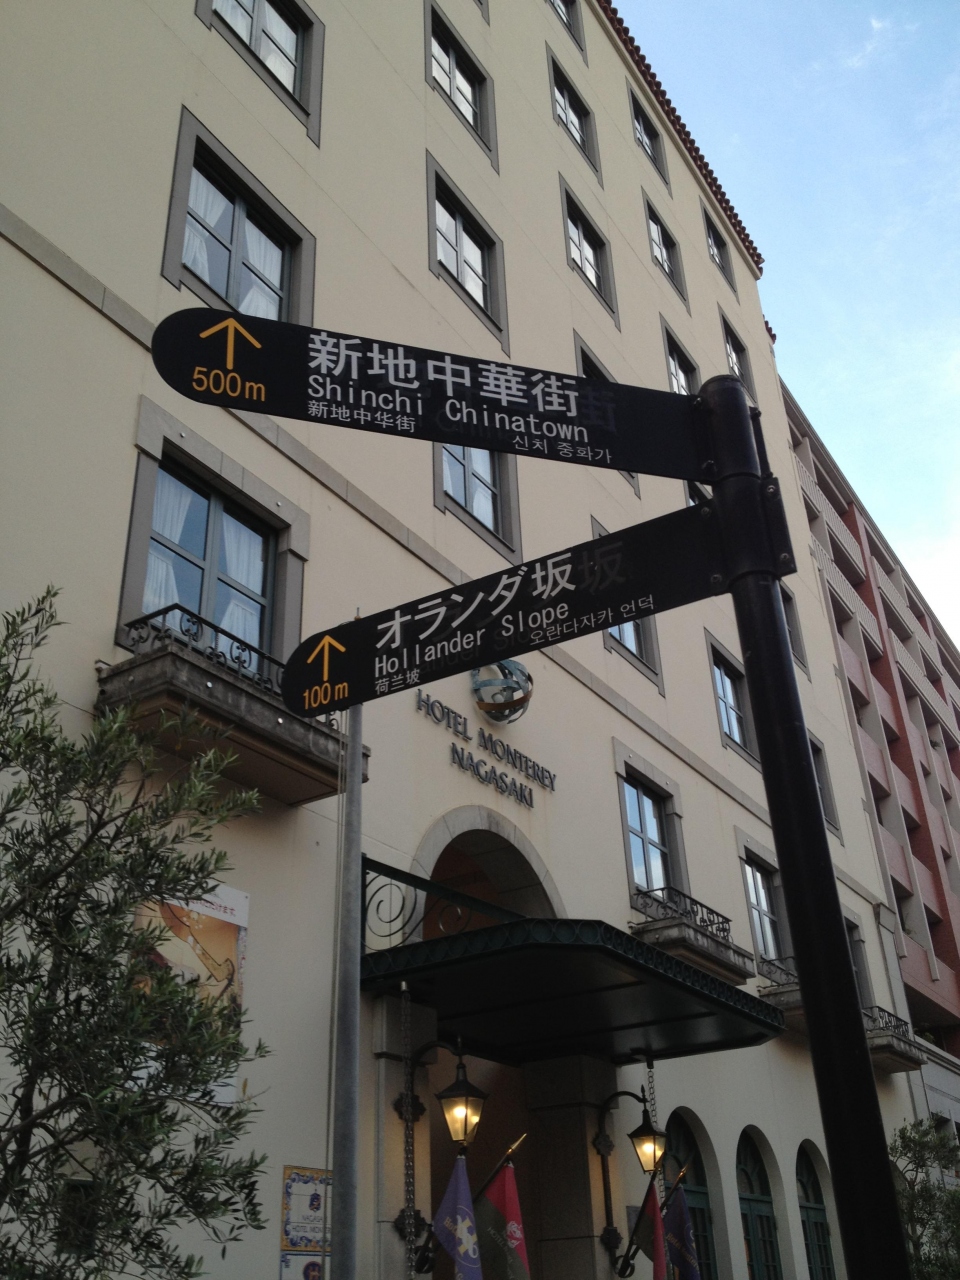 500m
新地中華街
Shinchi Chinatown
新地中华街
신치 중화가
オランダ坂
Hollander Slope
100m
荷兰坡
오란다자카 언덕
HOTEL MONTEREY
NAGASAKI